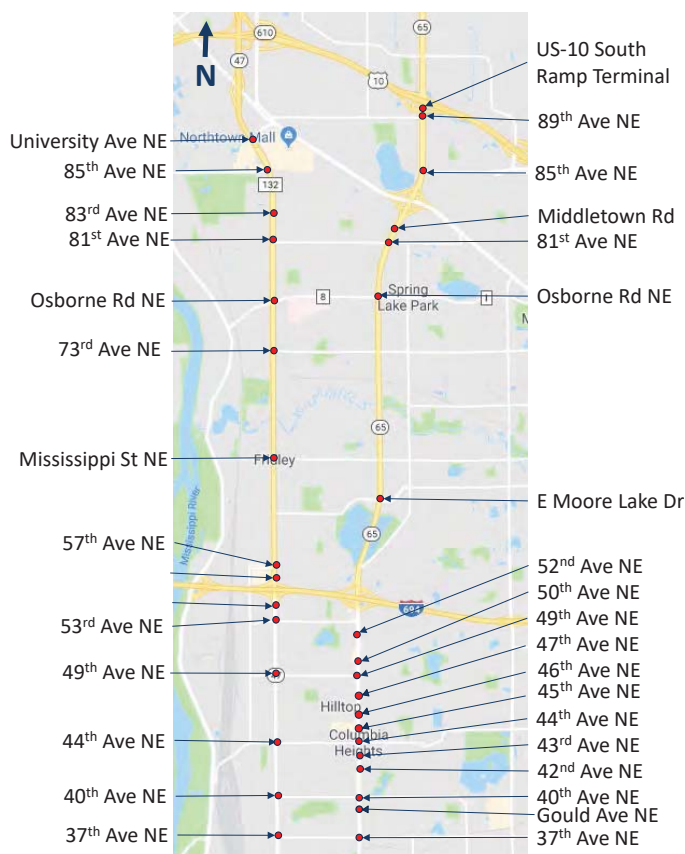 610
65
47
US-10 South
Ramp Terminal
N
10
89th Ave NE
Northtown Mall
University Ave NE
85th Ave NE
85th Ave NE
132
83rd Ave NE
Middletown Rd
81st Ave NE
81st Ave NE
Osborne Rd NE
8
Spring
Lake Park
1
Osborne Rd NE
73rd Ave NE
M
65
Mississippi St NE
Fridley
Mississippi River
E Moore Lake Dr
65
57th Ave NE
52nd Ave NE
50th Ave NE
694
49th Ave NE
53rd Ave NE
47th Ave NE
46th Ave NE
49th Ave NE
45th Ave NE
Hilltop
44th Ave NE
44th Ave NE
Columbia
Heights
43rd Ave NE
42nd Ave NE
40th Ave NE
40th Ave NE
Gould Ave NE
37th Ave NE
37th Ave NE